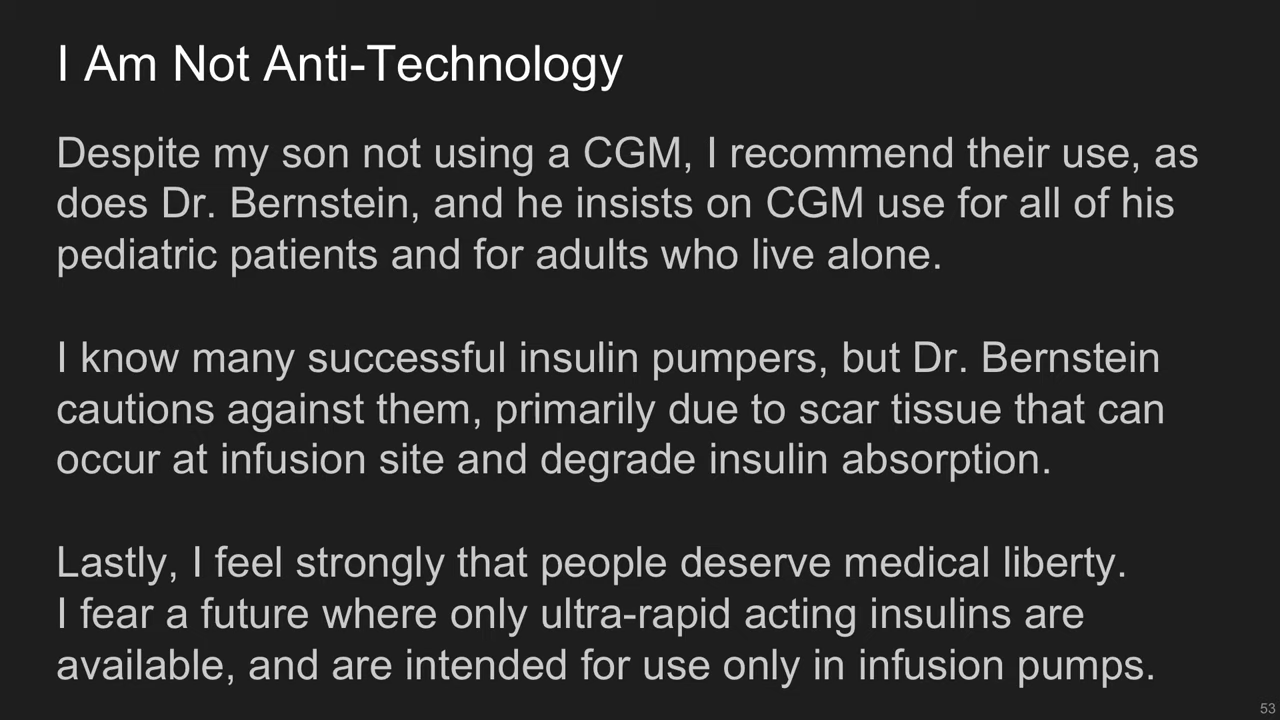 I Am Not Anti-Technology
Despite my son not using a CGM, I recommend their use, as
does Dr. Bernstein, and he insists on CGM use for all of his
pediatric patients and for adults who live alone.
I know many successful insulin pumpers, but Dr. Bernstein
cautions against them, primarily due to scar tissue that can
occur at infusion site and degrade insulin absorption.
Lastly, I feel strongly that people deserve medical liberty.
I fear a future where only ultra-rapid acting insulins are
available, and are intended for use only in infusion pumps.
53